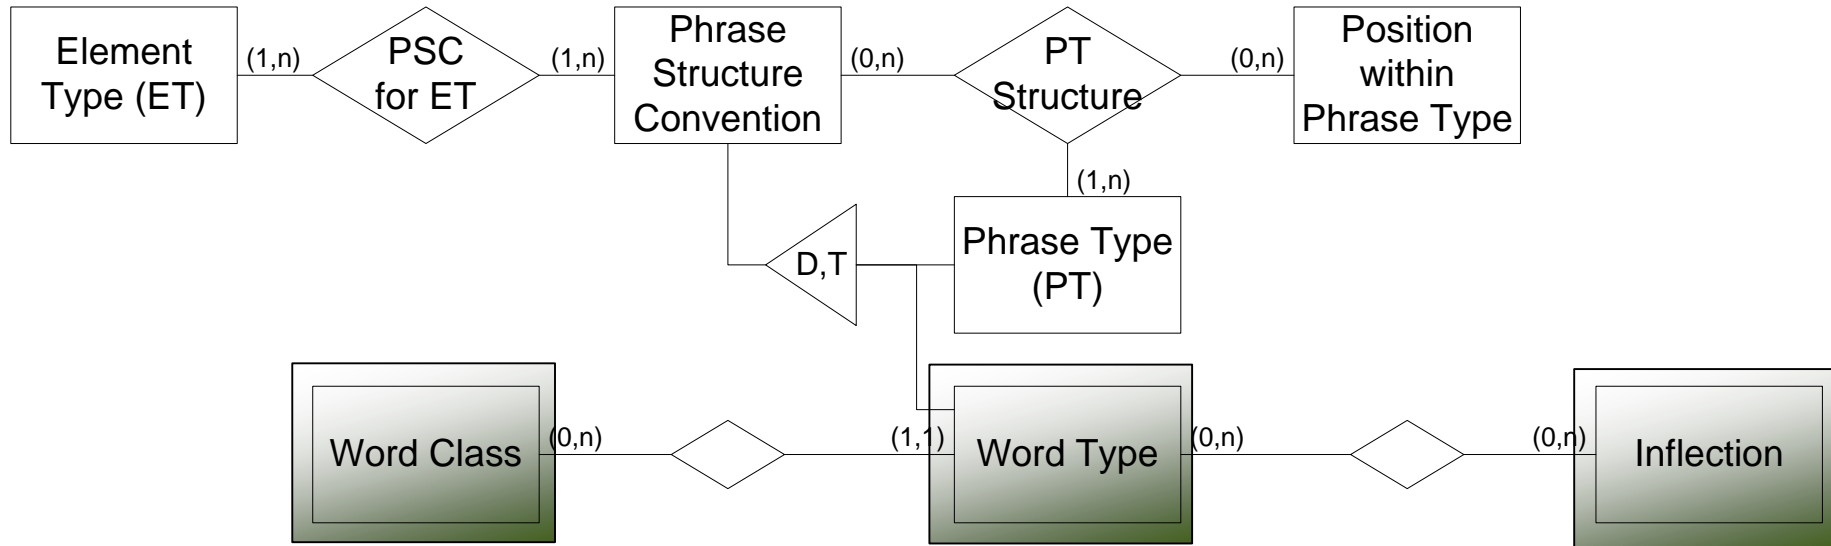 Element
Type (ET)
(1,n)
PSC
for ET
(1,n)
Phrase
Structure
Convention
(0,n)
PT
Structure
(0,n)
Position
within
Phrase Type
(1,n)
D,T
Phrase Type
(PT)
Word Class
(0,n)
(1,1)
Word Type
(0,n)
(0,n)
Inflection